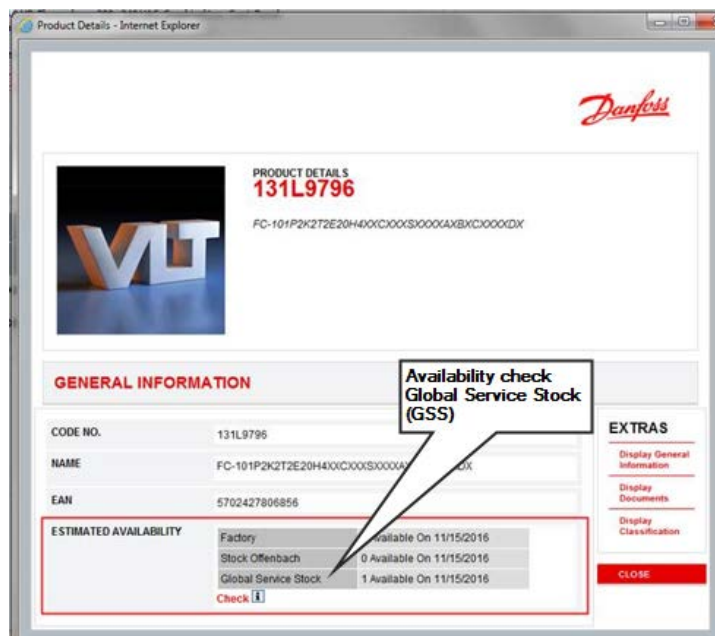 Product Details - Internet Explorer
Danfoss
PRODUCT DETAILS
131L9796
FC-101P2K2T2E20H4XXCXXXSXXXXAXBXCXXXXDX
VLT
GENERAL INFORMATION
Availability check
Global Service Stock
(GSS)
CODE NO.
131L9796
NAME
EAN
5702427806856
ESTIMATED AVAILABILITY
Factory
Available On 11/15/2016
Stock Offenbach
0 Available On 11/15/2016
Global Service Stock
1 Available On 11/15/2016
Check
EXTRAS
Display General
Information
Display
Documents
Display
Classification
CLOSE